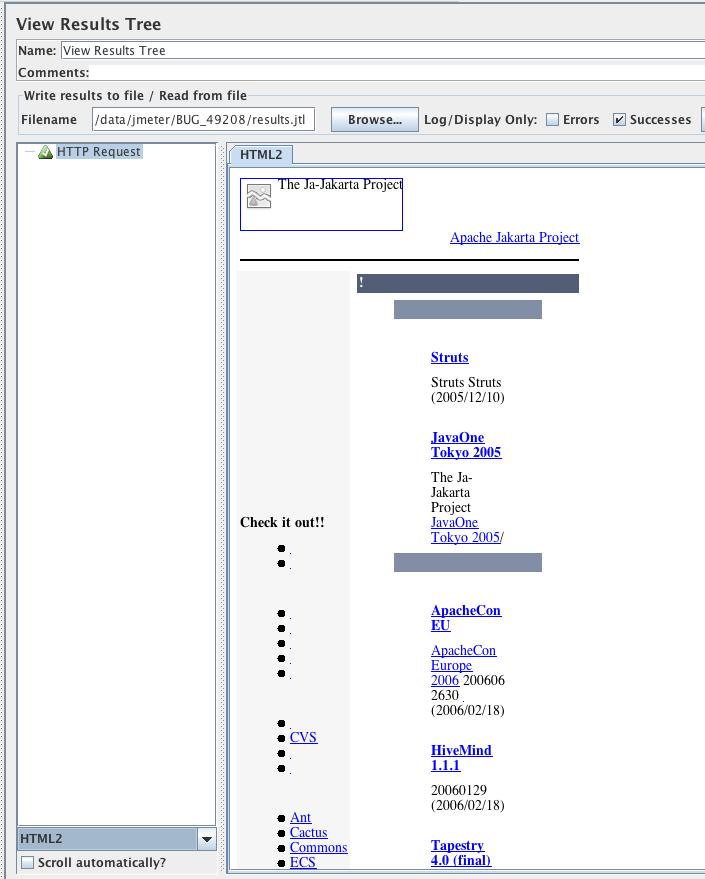 View Results Tree
Name: View Results Tree
Comments:
Write results to file / Read from file
Filename /data/jmeter/BUG_49208/results.jtl Browse... Log/Display Only: Errors Successes
HTTP Request
HTML2
The Ja-Jakarta Project
Apache Jakarta Project
!
Check it out!!
.
.
.
.
.
.
.
.
CVS
.
.
Ant
Cactus
Commons
ECS
Struts
Struts Struts
(2005/12/10)
JavaOne
Tokyo 2005
The Ja-
Jakarta
Project
JavaOne
Tokyo 2005/
ApacheCon
EU
ApacheCon
Europe
2006 200606
2630 .
(2006/02/18)
HiveMind
1.1.1
20060129
(2006/02/18)
Tapestry
4.0 (final)
HTML2
Scroll automatically?